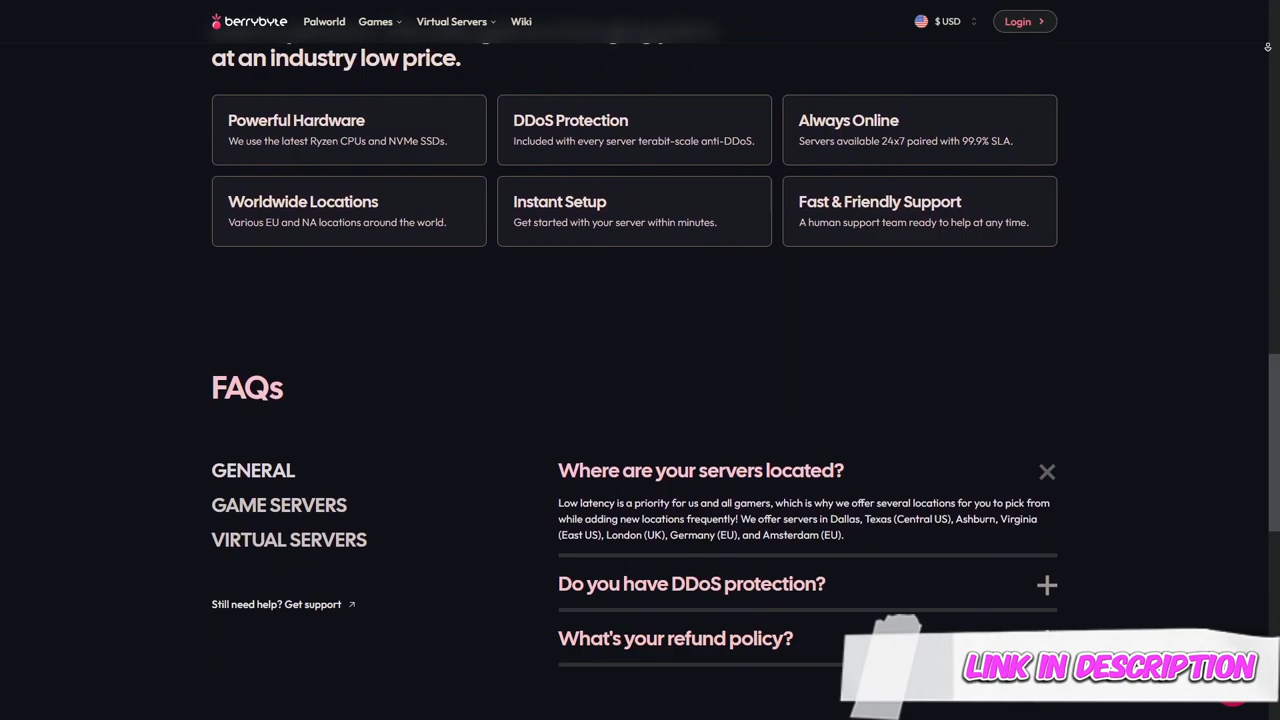 berrybyte
Palworld
Games
Virtual Servers
Wiki
$ USD
Login
at an industry low price.
Powerful Hardware
We use the latest Ryzen CPUs and NVMe SSDs.
DDoS Protection
Included with every server terabit-scale anti-DDoS.
Always Online
Servers available 24x7 paired with 99.9% SLA.
Worldwide Locations
Various EU and NA locations around the world.
Instant Setup
Get started with your server within minutes.
Fast & Friendly Support
A human support team ready to help at any time.
FAQs
GENERAL
GAME SERVERS
VIRTUAL SERVERS
Still need help? Get support
Where are your servers located?
Low latency is a priority for us and all gamers, which is why we offer several locations for you to pick from
while adding new locations frequently! We offer servers in Dallas, Texas (Central US), Ashburn, Virginia
(East US), London (UK), Germany (EU), and Amsterdam (EU).
Do you have DDoS protection?
What's your refund policy?
LINK IN DESCRIPTION